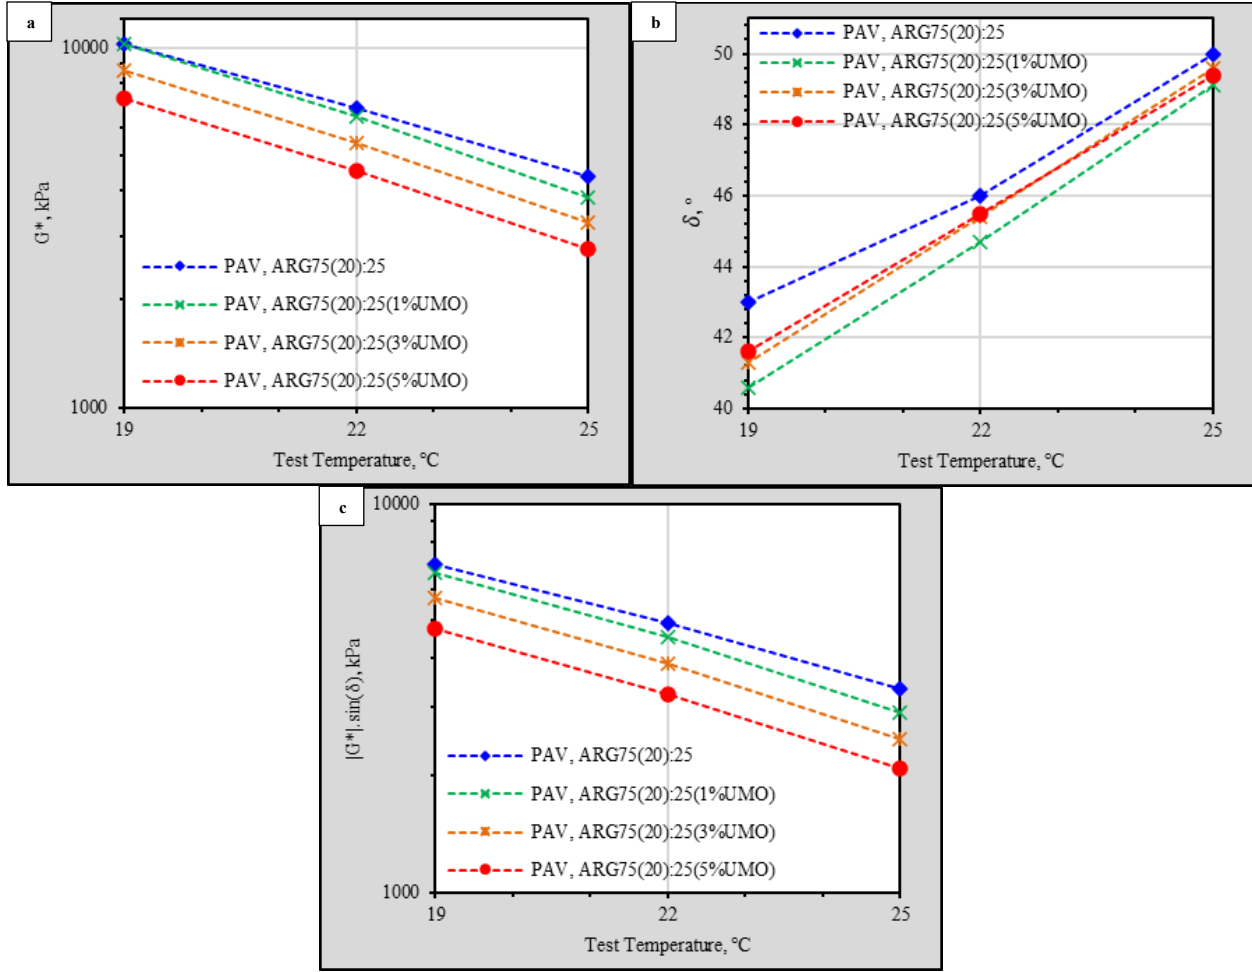 a
10000
1000
G*, kPa
PAV, ARG75(20):25
PAV, ARG75(20):25(1%UMO)
PAV, ARG75(20):25(3%UMO)
PAV, ARG75(20):25(5%UMO)
19 22 25
Test Temperature, °C
b
50
48
46
44
42
40
δ, °
PAV, ARG75(20):25
PAV, ARG75(20):25(1%UMO)
PAV, ARG75(20):25(3%UMO)
PAV, ARG75(20):25(5%UMO)
19 22 25
Test Temperature, °C
c
10000
1000
|G*|.sin(δ), kPa
PAV, ARG75(20):25
PAV, ARG75(20):25(1%UMO)
PAV, ARG75(20):25(3%UMO)
PAV, ARG75(20):25(5%UMO)
19 22 25
Test Temperature, °C